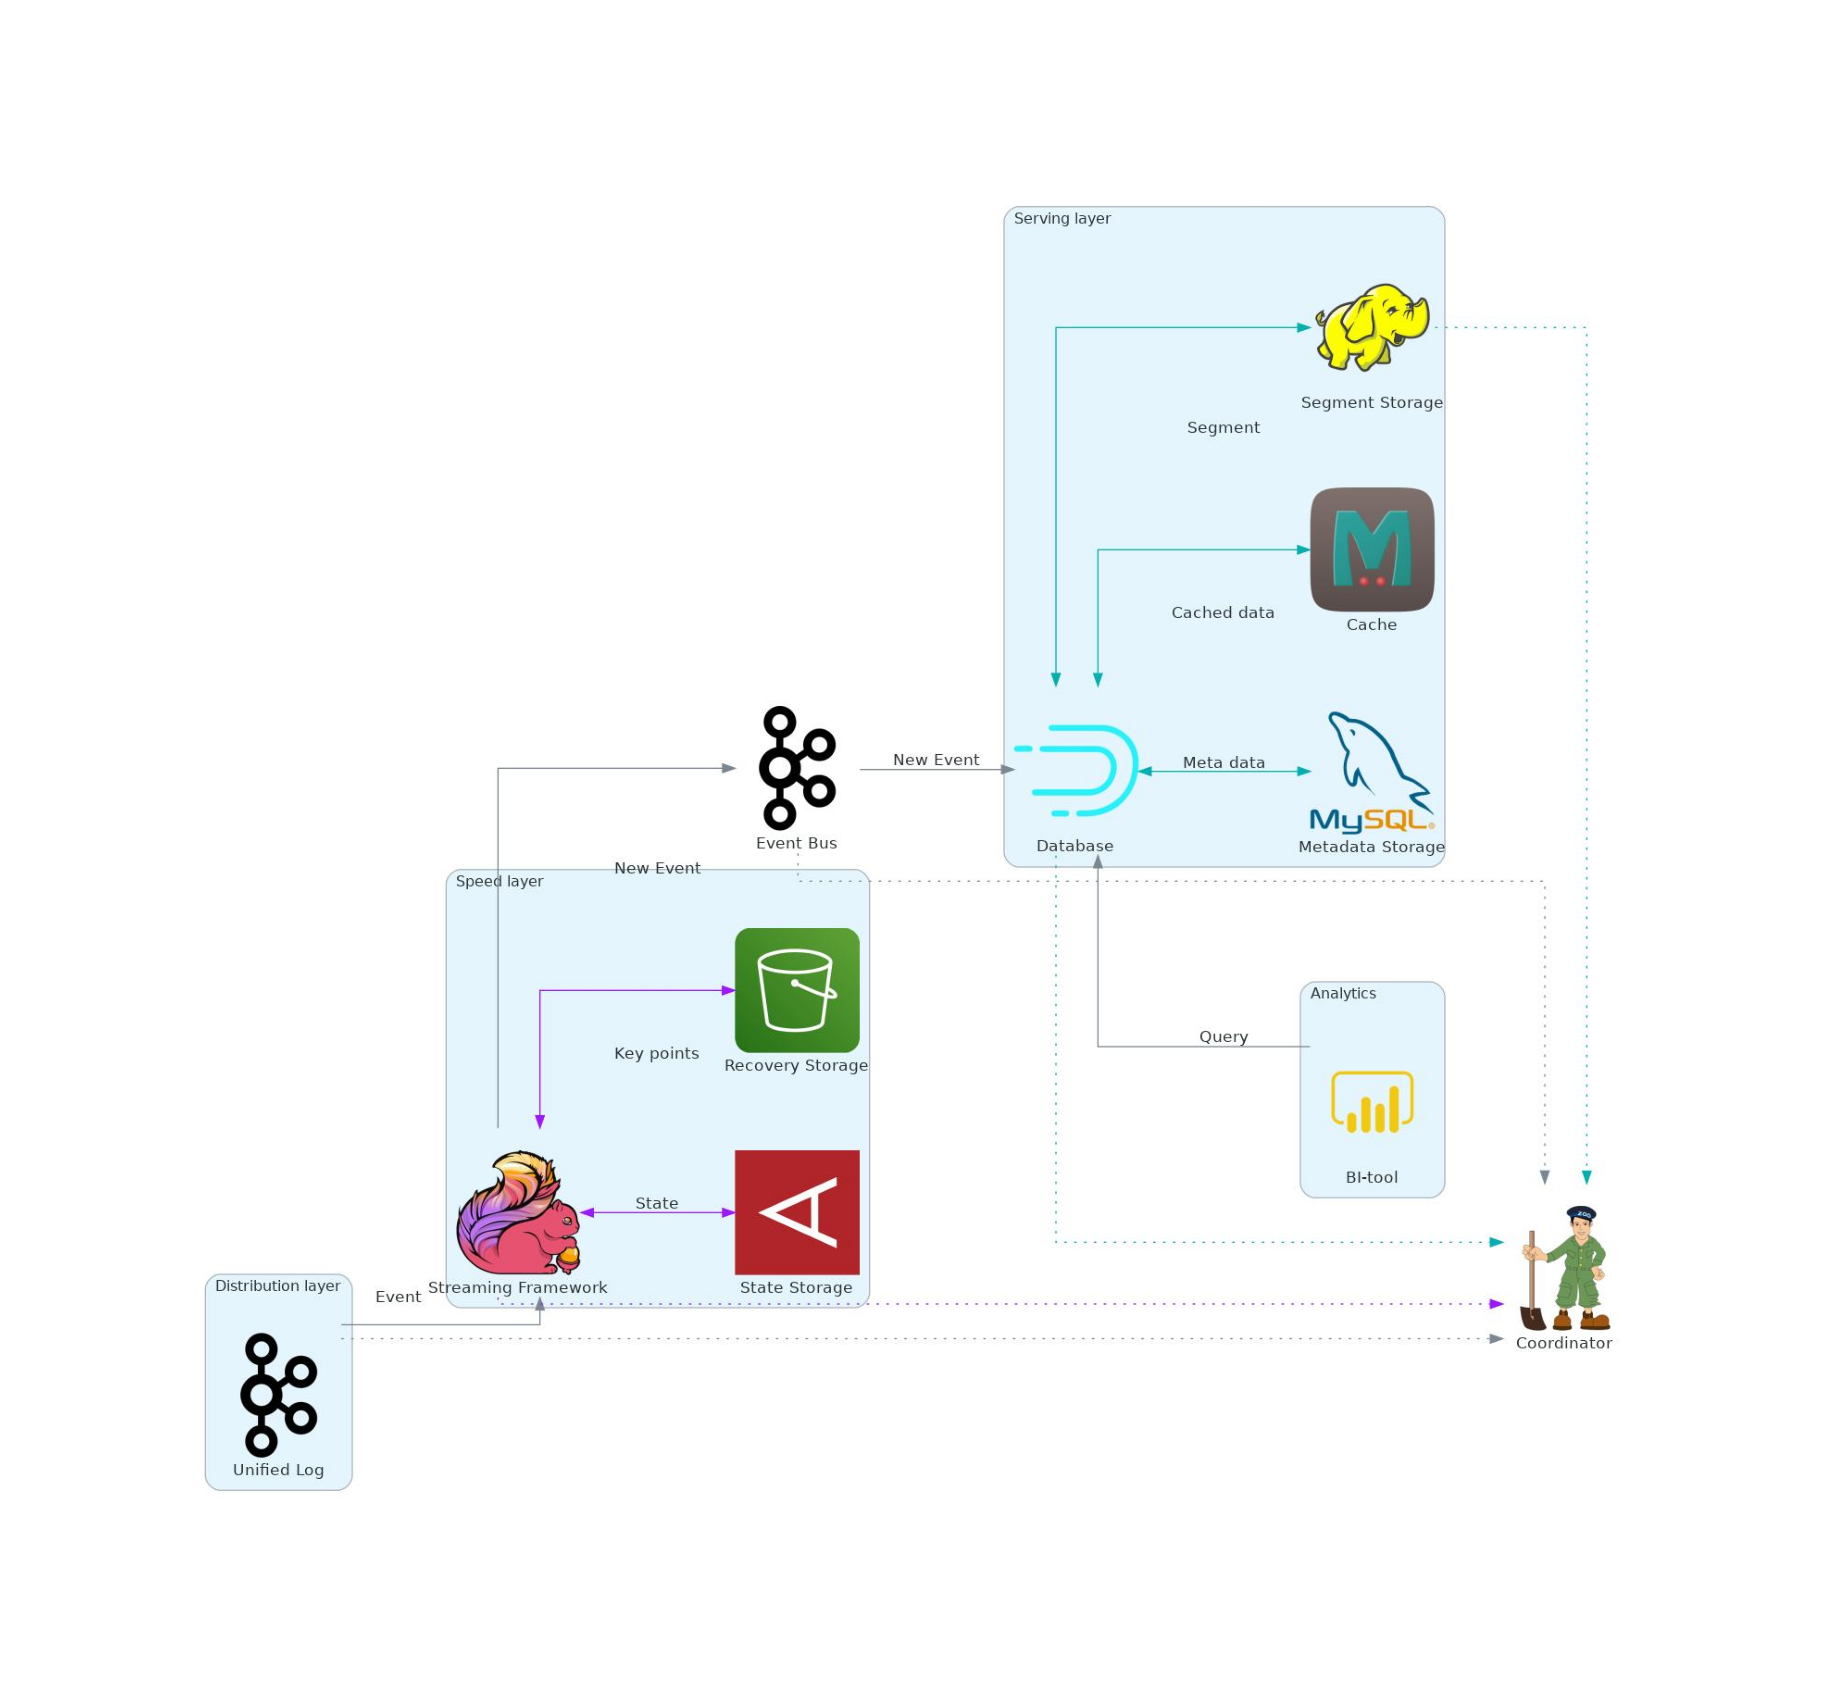 Serving layer
Segment Storage
Segment
Cached data
Cache
New Event
Meta data
MySQL
Event Bus
Database
Metadata Storage
New Event
Speed layer
Analytics
Query
Key points
Recovery Storage
BI-tool
State
ZOO
Streaming Framework
State Storage
Distribution layer
Event
Coordinator
Unified Log